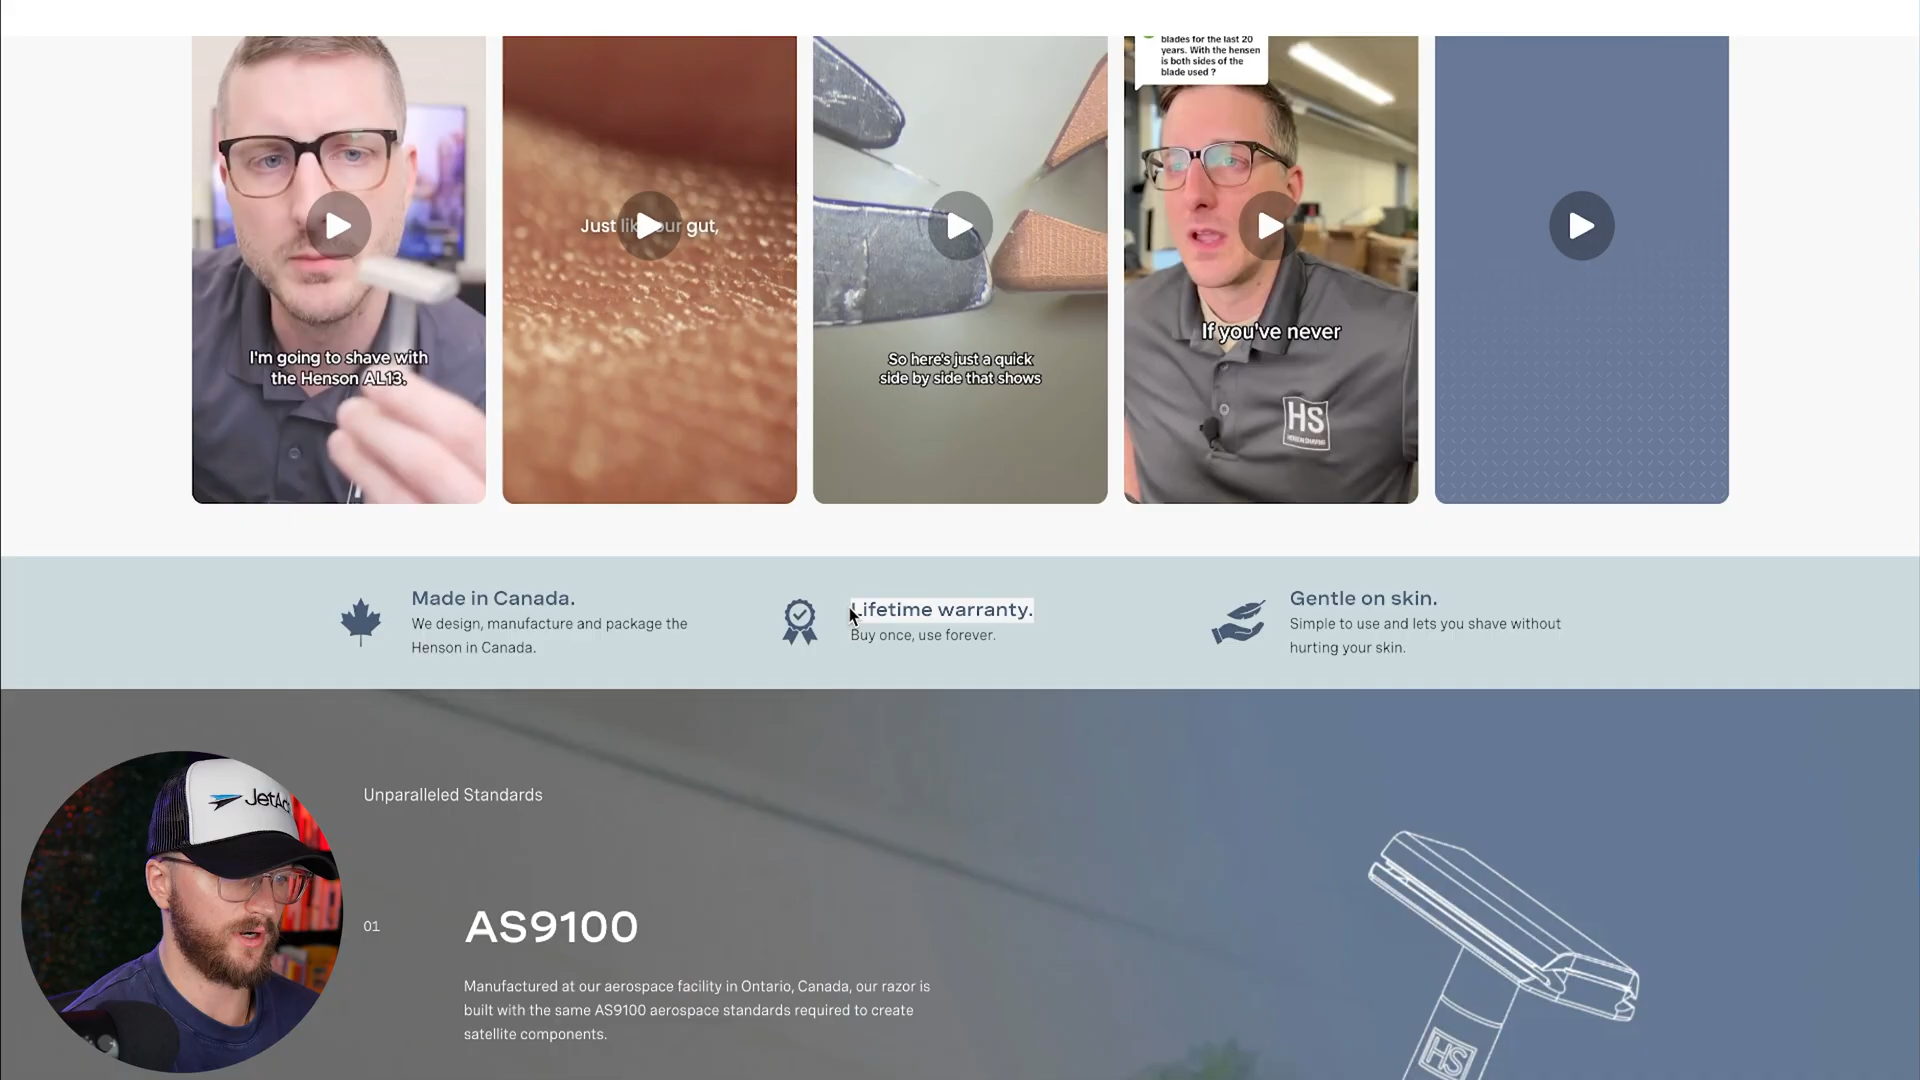 blades for the last 20
years. With the hensen
is both sides of the
blade used ?
Just like your gut,
If you've never
I'm going to shave with
the Henson AL13.
So here's just a quick
side by side that shows
HS
HENSON SHAVING
Made in Canada.
We design, manufacture and package the
Henson in Canada.
Lifetime warranty.
Buy once, use forever.
Gentle on skin.
Simple to use and lets you shave without
hurting your skin.
Unparalleled Standards
01
AS9100
Manufactured at our aerospace facility in Ontario, Canada, our razor is
built with the same AS9100 aerospace standards required to create
satellite components.
HS